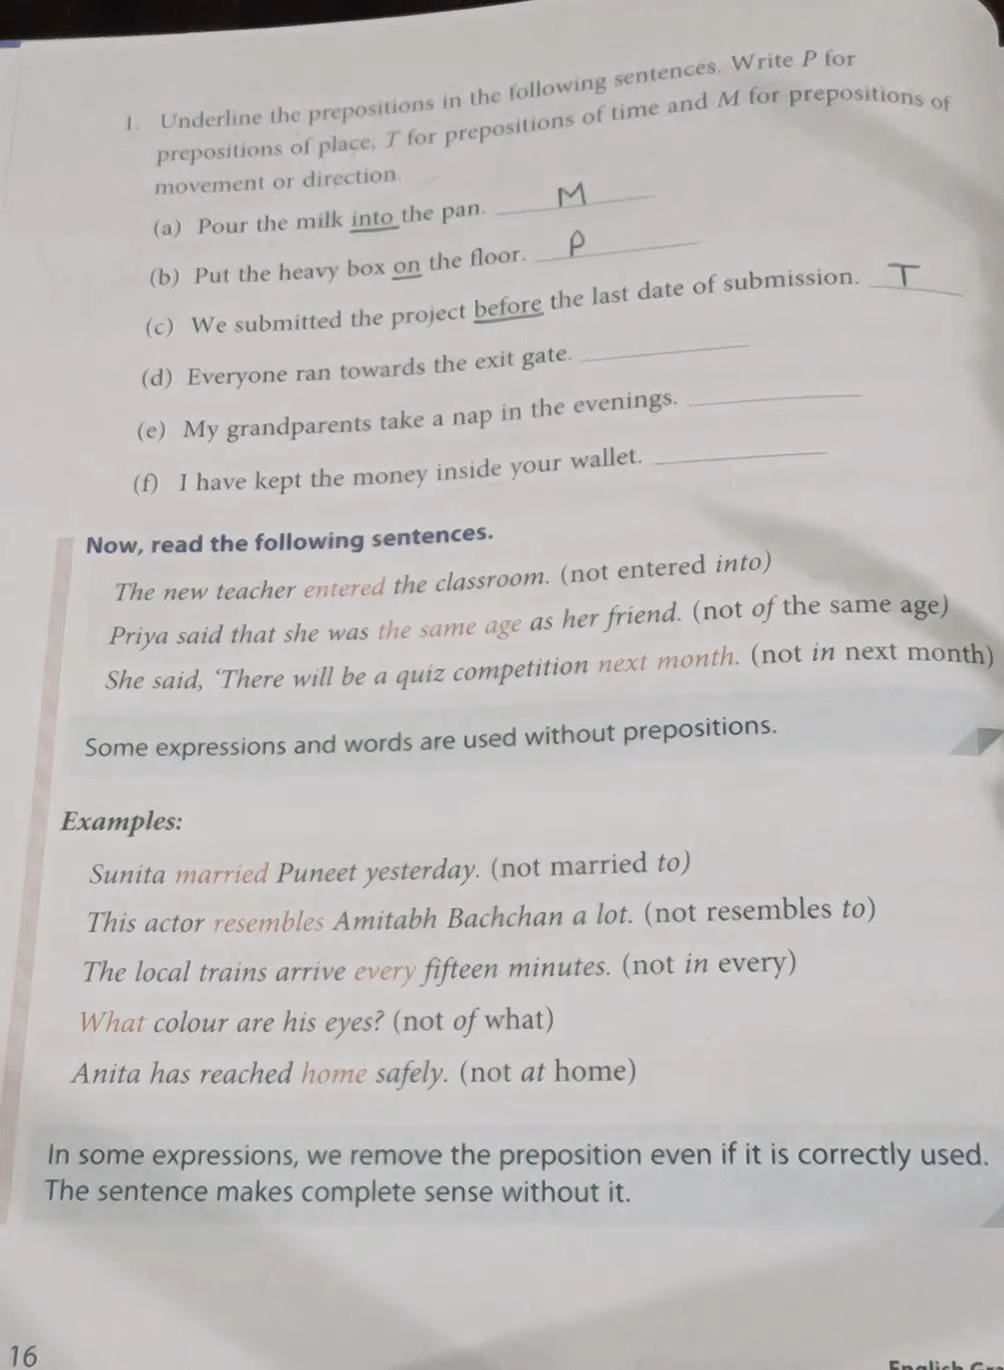 1. Underline the prepositions in the following sentences. Write P for
prepositions of place, T for prepositions of time and M for prepositions of
movement or direction.
(a) Pour the milk into the pan. M
(b) Put the heavy box on the floor. P
(c) We submitted the project before the last date of submission. T
(d) Everyone ran towards the exit gate.
(e) My grandparents take a nap in the evenings.
(f) I have kept the money inside your wallet.
Now, read the following sentences.
The new teacher entered the classroom. (not entered into)
Priya said that she was the same age as her friend. (not of the same age)
She said, ‘There will be a quiz competition next month. (not in next month)
Some expressions and words are used without prepositions.
Examples:
Sunita married Puneet yesterday. (not married to)
This actor resembles Amitabh Bachchan a lot. (not resembles to)
The local trains arrive every fifteen minutes. (not in every)
What colour are his eyes? (not of what)
Anita has reached home safely. (not at home)
In some expressions, we remove the preposition even if it is correctly used.
The sentence makes complete sense without it.
16
English